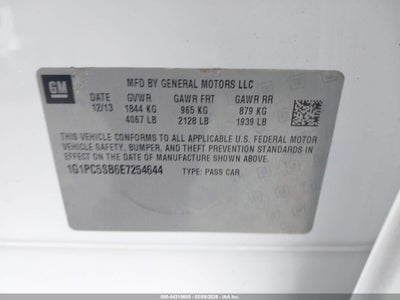 GM
MFD BY GENERAL MOTORS LLC
DATE GVWR GAWR FRT GAWR RR
12/13 1844 KG 965 KG 879 KG
4067 LB 2128 LB 1939 LB
THIS VEHICLE CONFORMS TO ALL APPLICABLE U.S. FEDERAL MOTOR
VEHICLE SAFETY, BUMPER, AND THEFT PREVENTION STANDARDS IN
EFFECT ON THE DATE OF MANUFACTURE SHOWN ABOVE.
1G1PC5SB6E7254644 TYPE: PASS CAR